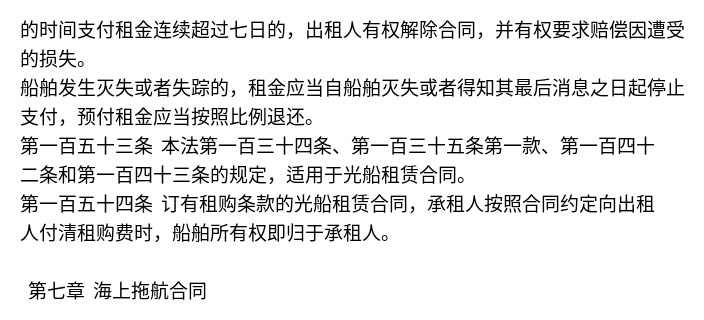 的时间支付租金连续超过七日的，出租人有权解除合同，并有权要求赔偿因遭受
的损失。
船舶发生灭失或者失踪的，租金应当自船舶灭失或者得知其最后消息之日起停止
支付，预付租金应当按照比例退还。
第一百五十三条 本法第一百三十四条、第一百三十五条第一款、第一百四十
二条和第一百四十三条的规定，适用于光船租赁合同。
第一百五十四条 订有租购条款的光船租赁合同，承租人按照合同约定向出租
人付清租购费时，船舶所有权即归于承租人。
第七章 海上拖航合同